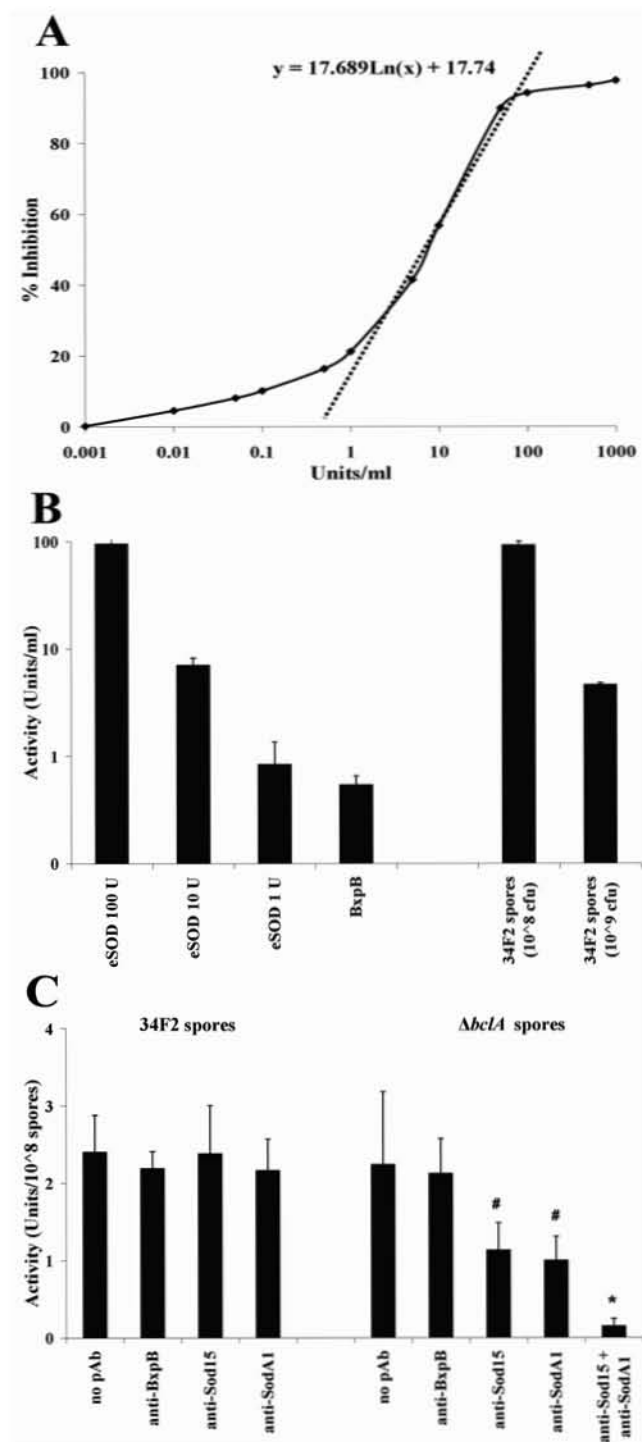 A
y = 17.689Ln(x) + 17.74
% Inhibition
100
80
60
40
20
0
0.001 0.01 0.1 1 10 100 1000
Units/ml
B
Activity (Units/ml)
100
10
1
0
eSOD 100 U
eSOD 10 U
eSOD 1 U
BxpB
34F2 spores
(10^8 cfu)
34F2 spores
(10^9 cfu)
C
34F2 spores
ΔbclA spores
Activity (Units/10^8 spores)
4
3
2
1
0
#
#
*
no pAb
anti-BxpB
anti-Sod15
anti-SodA1
no pAb
anti-BxpB
anti-Sod15
anti-SodA1
anti-Sod15 +
anti-SodA1